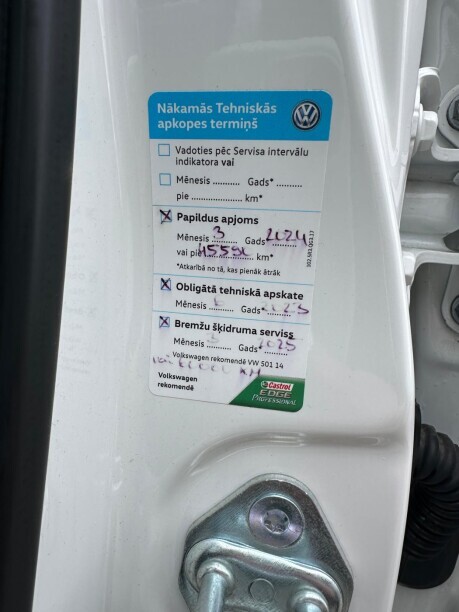 Nākamās Tehniskās
apkopes termiņš
Vadoties pēc Servisa intervālu
indikatora vai
Mēnesis ........... Gads* ..........
pie ..................... km*
Papildus apjoms
Mēnesis 3 Gads* 2024
vai pie km*
*Atkarībā no tā, kas pienāk ātrāk
Obligātā tehniskā apskate
Mēnesis 6 Gads*
Bremžu šķidruma serviss
Mēnesis Gads* 2025
Volkswagen rekomendē VW 501 14
KM
Volkswagen
rekomendē
Castrol
EDGE
PROFESSIONAL